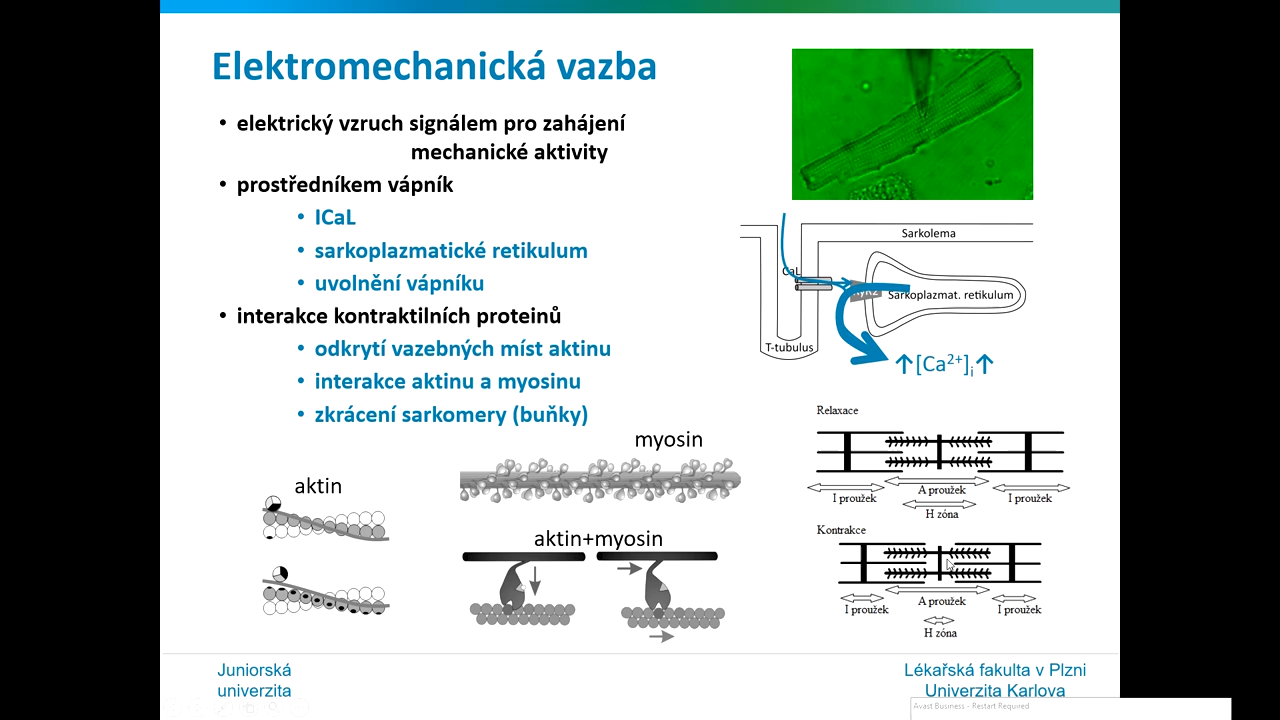 Elektromechanická vazba
• elektrický vzruch signálem pro zahájení
mechanické aktivity
• prostředníkem vápník
• ICaL
• sarkoplazmatické retikulum
• uvolnění vápníku
• interakce kontraktilních proteinů
• odkrytí vazebných míst aktinu
• interakce aktinu a myosinu
• zkrácení sarkomery (buňky)
Sarkolema
CaL
Sarkoplazmat. retikulum
T-tubulus
↑[Ca²⁺]ᵢ↑
myosin
aktin
aktin+myosin
Relaxace
I proužek A proužek I proužek
H zóna
Kontrakce
I proužek A proužek I proužek
H zóna
Juniorská
univerzita
Lékařská fakulta v Plzni
Univerzita Karlova
Avast Business - Restart Required